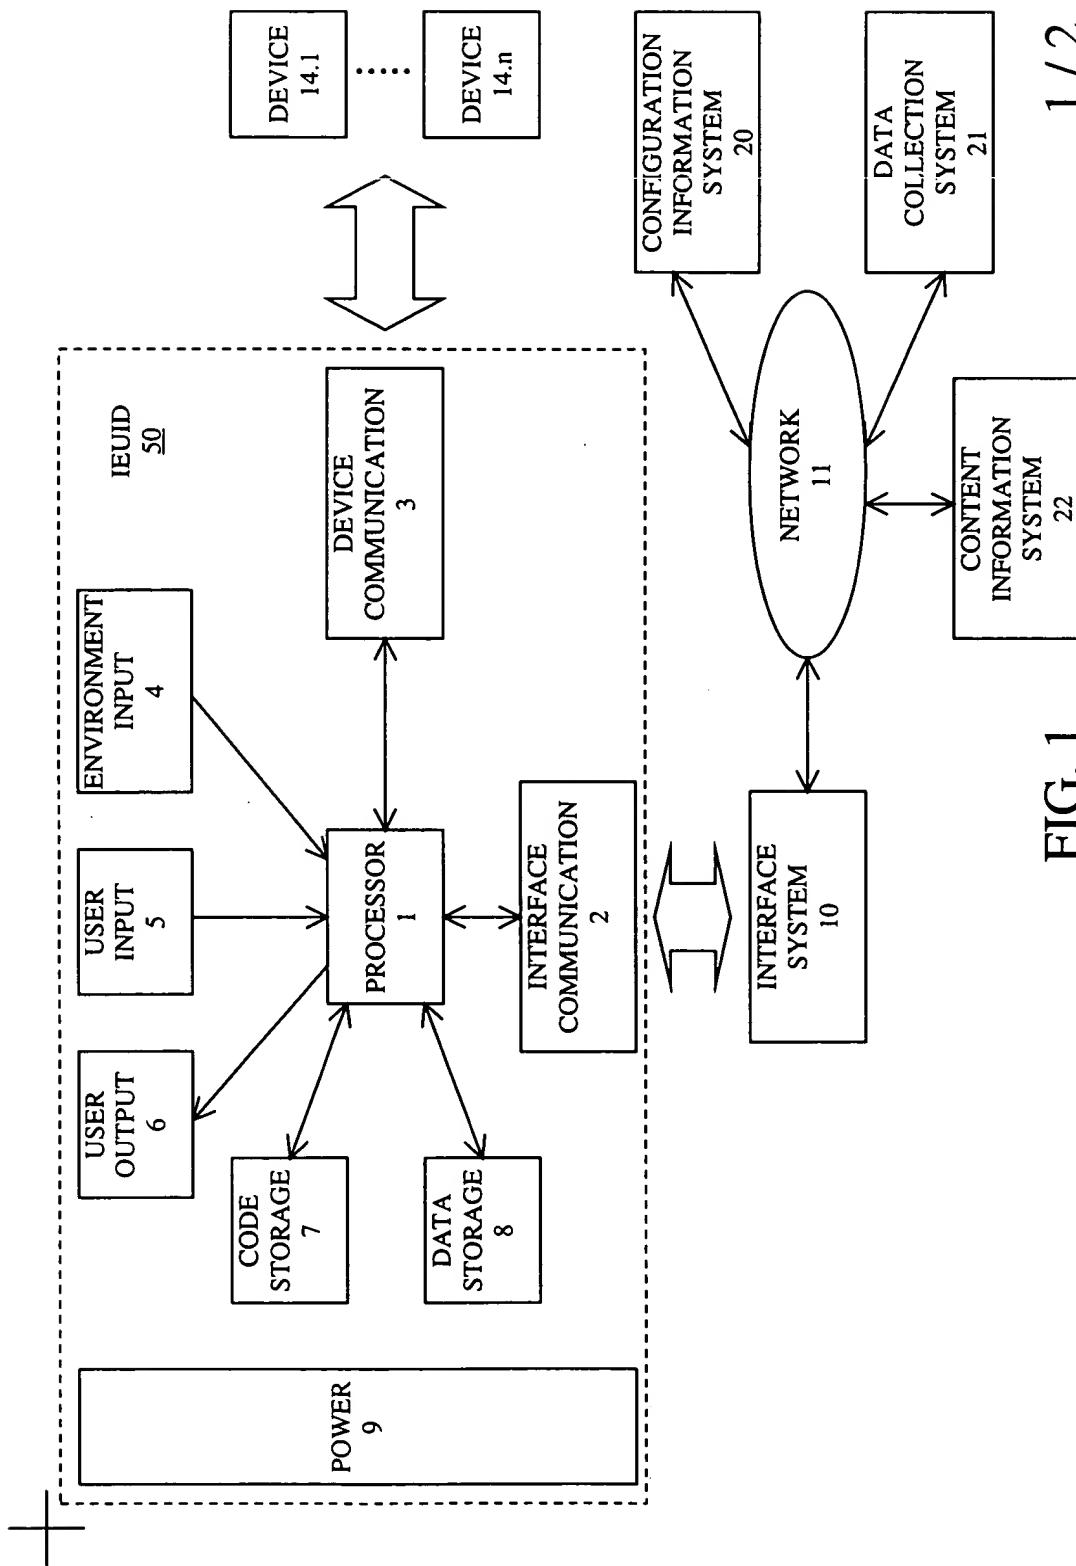 POWER
9
USER
OUTPUT
6
USER
INPUT
5
ENVIRONMENT
INPUT
4
IEUID
50
CODE
STORAGE
7
PROCESSOR
1
DEVICE
COMMUNICATION
3
DEVICE
14.1
......
DEVICE
14.n
DATA
STORAGE
8
INTERFACE
COMMUNICATION
2
INTERFACE
SYSTEM
10
NETWORK
11
CONFIGURATION
INFORMATION
SYSTEM
20
DATA
COLLECTION
SYSTEM
21
CONTENT
INFORMATION
SYSTEM
22
FIG. 1
1 / 2